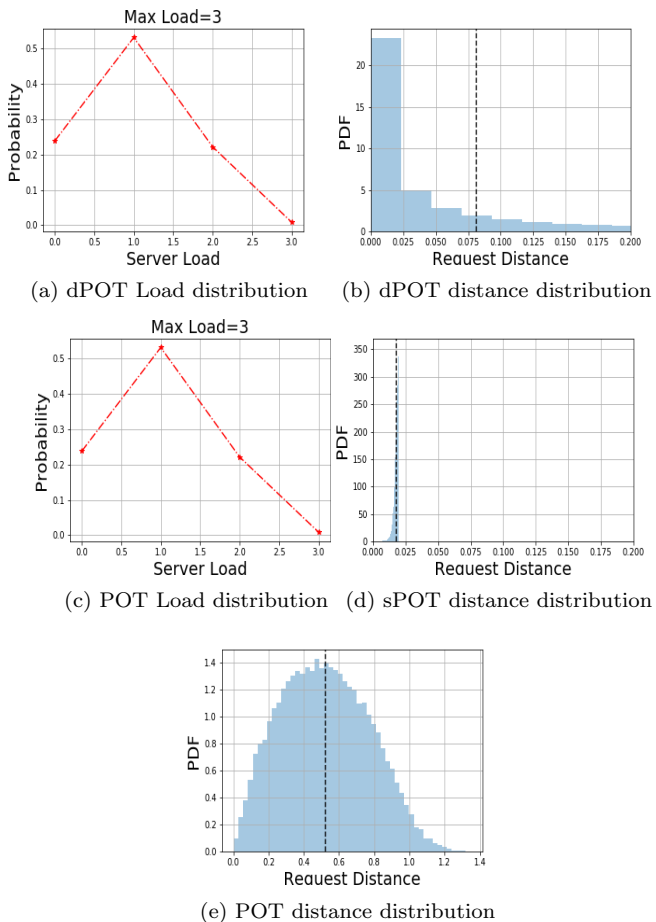 Max Load=3
Probability
0.5
0.4
0.3
0.2
0.1
0.0
0.0 0.5 1.0 1.5 2.0 2.5 3.0
Server Load
(a) dPOT Load distribution
PDF
20
15
10
5
0
0.000 0.025 0.050 0.075 0.100 0.125 0.150 0.175 0.200
Request Distance
(b) dPOT distance distribution
Max Load=3
Probability
0.5
0.4
0.3
0.2
0.1
0.0
0.0 0.5 1.0 1.5 2.0 2.5 3.0
Server Load
(c) POT Load distribution
PDF
350
300
250
200
150
100
50
0
0.000 0.025 0.050 0.075 0.100 0.125 0.150 0.175 0.200
Request Distance
(d) sPOT distance distribution
PDF
1.4
1.2
1.0
0.8
0.6
0.4
0.2
0.0
0.0 0.2 0.4 0.6 0.8 1.0 1.2 1.4
Request Distance
(e) POT distance distribution